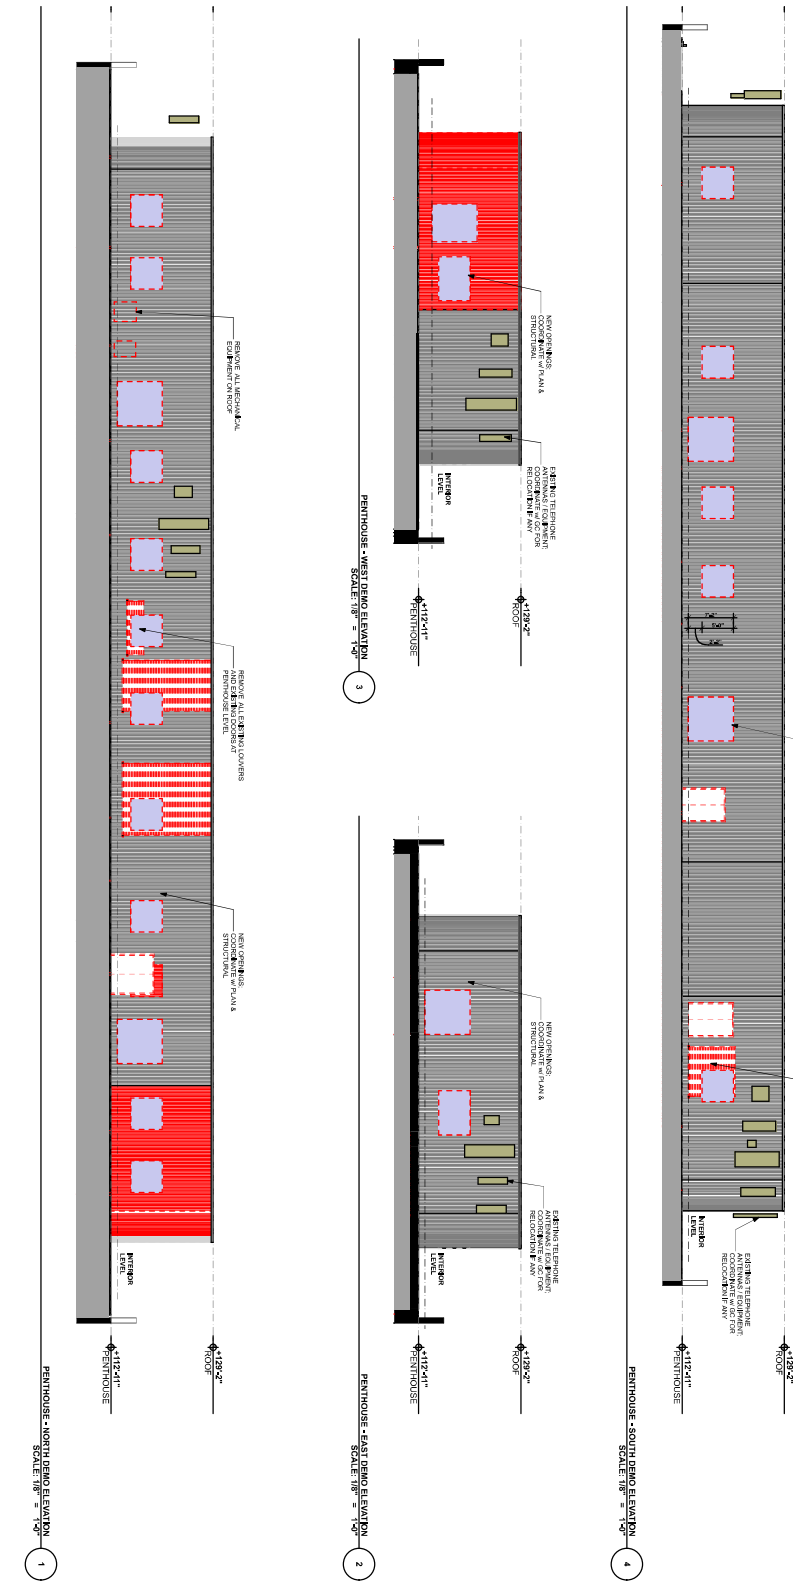 REMOVE ALL MECHANICAL
EQUIPMENT ON ROOF
REMOVE ALL EXISTING LOUVERS
AND EXISTING DOORS AT
PENTHOUSE LEVEL
NEW OPENINGS:
COORDINATE w/ PLAN &
STRUCTURAL
INTERIOR
LEVEL
+129'-2"
ROOF
+112'-11"
PENTHOUSE
PENTHOUSE - NORTH DEMO ELEVATION
SCALE: 1/8" = 1'-0"
1
NEW OPENINGS:
COORDINATE w/ PLAN &
STRUCTURAL
EXISTING TELEPHONE
ANTENNAS / EQUIPMENT:
COORDINATE w/ GC FOR
RELOCATION IF ANY
INTERIOR
LEVEL
+129'-2"
ROOF
+112'-11"
PENTHOUSE
PENTHOUSE - WEST DEMO ELEVATION
SCALE: 1/8" = 1'-0"
3
NEW OPENINGS:
COORDINATE w/ PLAN &
STRUCTURAL
EXISTING TELEPHONE
ANTENNAS / EQUIPMENT:
COORDINATE w/ GC FOR
RELOCATION IF ANY
INTERIOR
LEVEL
+129'-2"
ROOF
+112'-11"
PENTHOUSE
PENTHOUSE - EAST DEMO ELEVATION
SCALE: 1/8" = 1'-0"
2
EXISTING TELEPHONE
ANTENNAS / EQUIPMENT:
COORDINATE w/ GC FOR
RELOCATION IF ANY
INTERIOR
LEVEL
+129'-2"
ROOF
+112'-11"
PENTHOUSE
PENTHOUSE - SOUTH DEMO ELEVATION
SCALE: 1/8" = 1'-0"
4